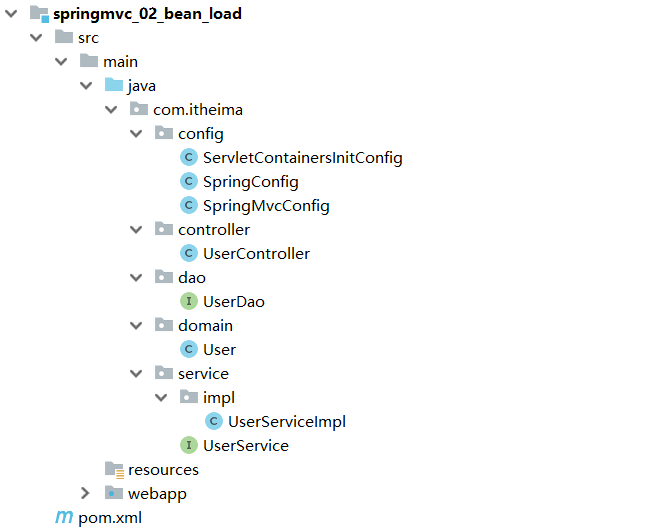 springmvc_02_bean_load
src
main
java
com.itheima
config
ServletContainersInitConfig
SpringConfig
SpringMvcConfig
controller
UserController
dao
UserDao
domain
User
service
impl
UserServiceImpl
UserService
resources
webapp
pom.xml